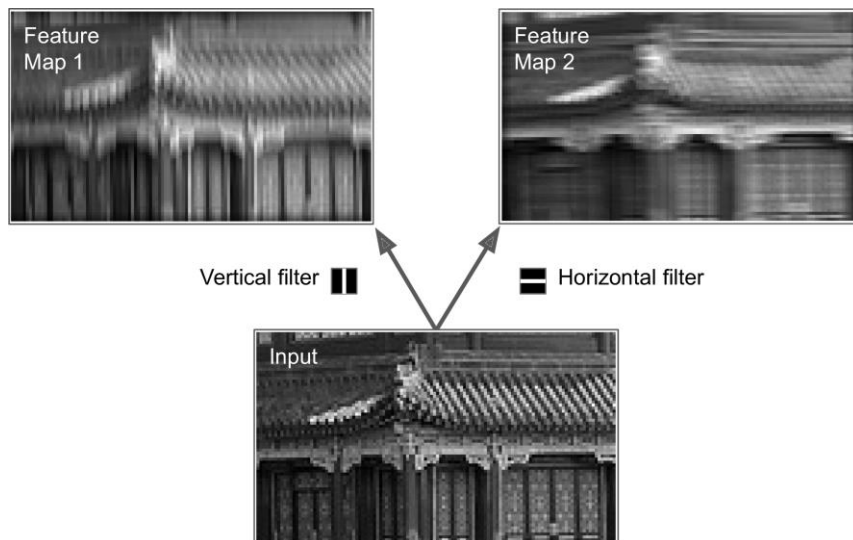 Feature
Map 1
Feature
Map 2
Vertical filter
Horizontal filter
Input